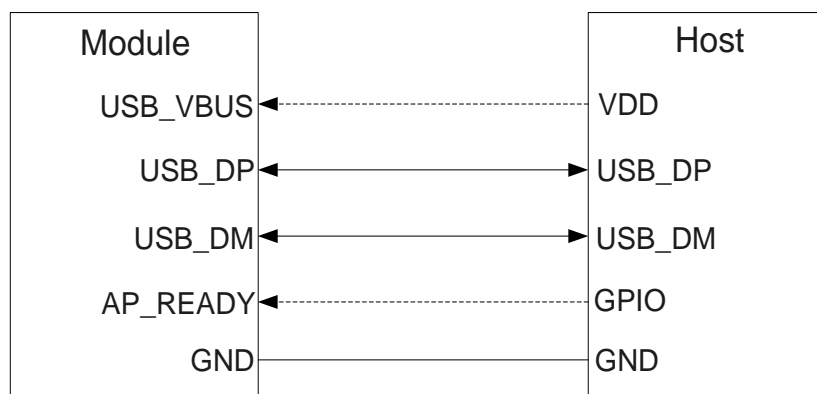 Module Host
USB_VBUS VDD
USB_DP USB_DP
USB_DM USB_DM
AP_READY GPIO
GND GND